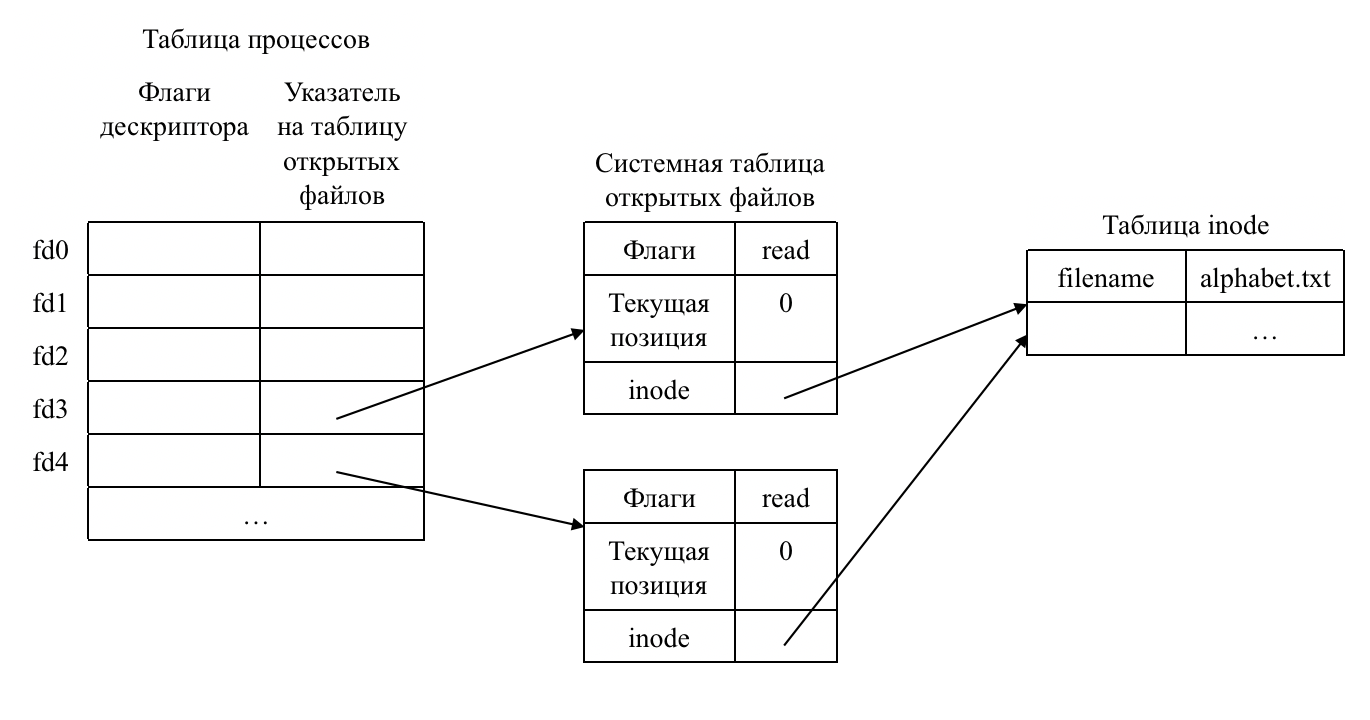 Таблица процессов
Флаги
дескриптора
Указатель
на таблицу
открытых
файлов
fd0
fd1
fd2
fd3
fd4
…
Системная таблица
открытых файлов
Флаги read
Текущая 0
позиция
inode
Флаги read
Текущая 0
позиция
inode
Таблица inode
filename alphabet.txt
…